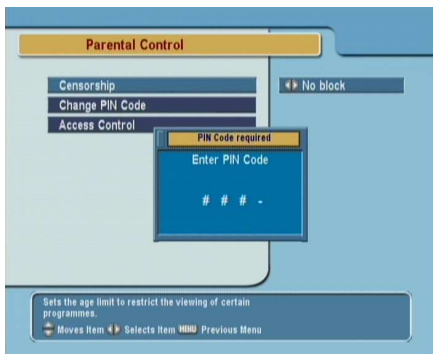 Parental Control
Censorship
No block
Change PIN Code
Access Control
PIN Code required
Enter PIN Code
# # # -
Sets the age limit to restrict the viewing of certain
programmes.
Moves Item Selects Item MENU Previous Menu